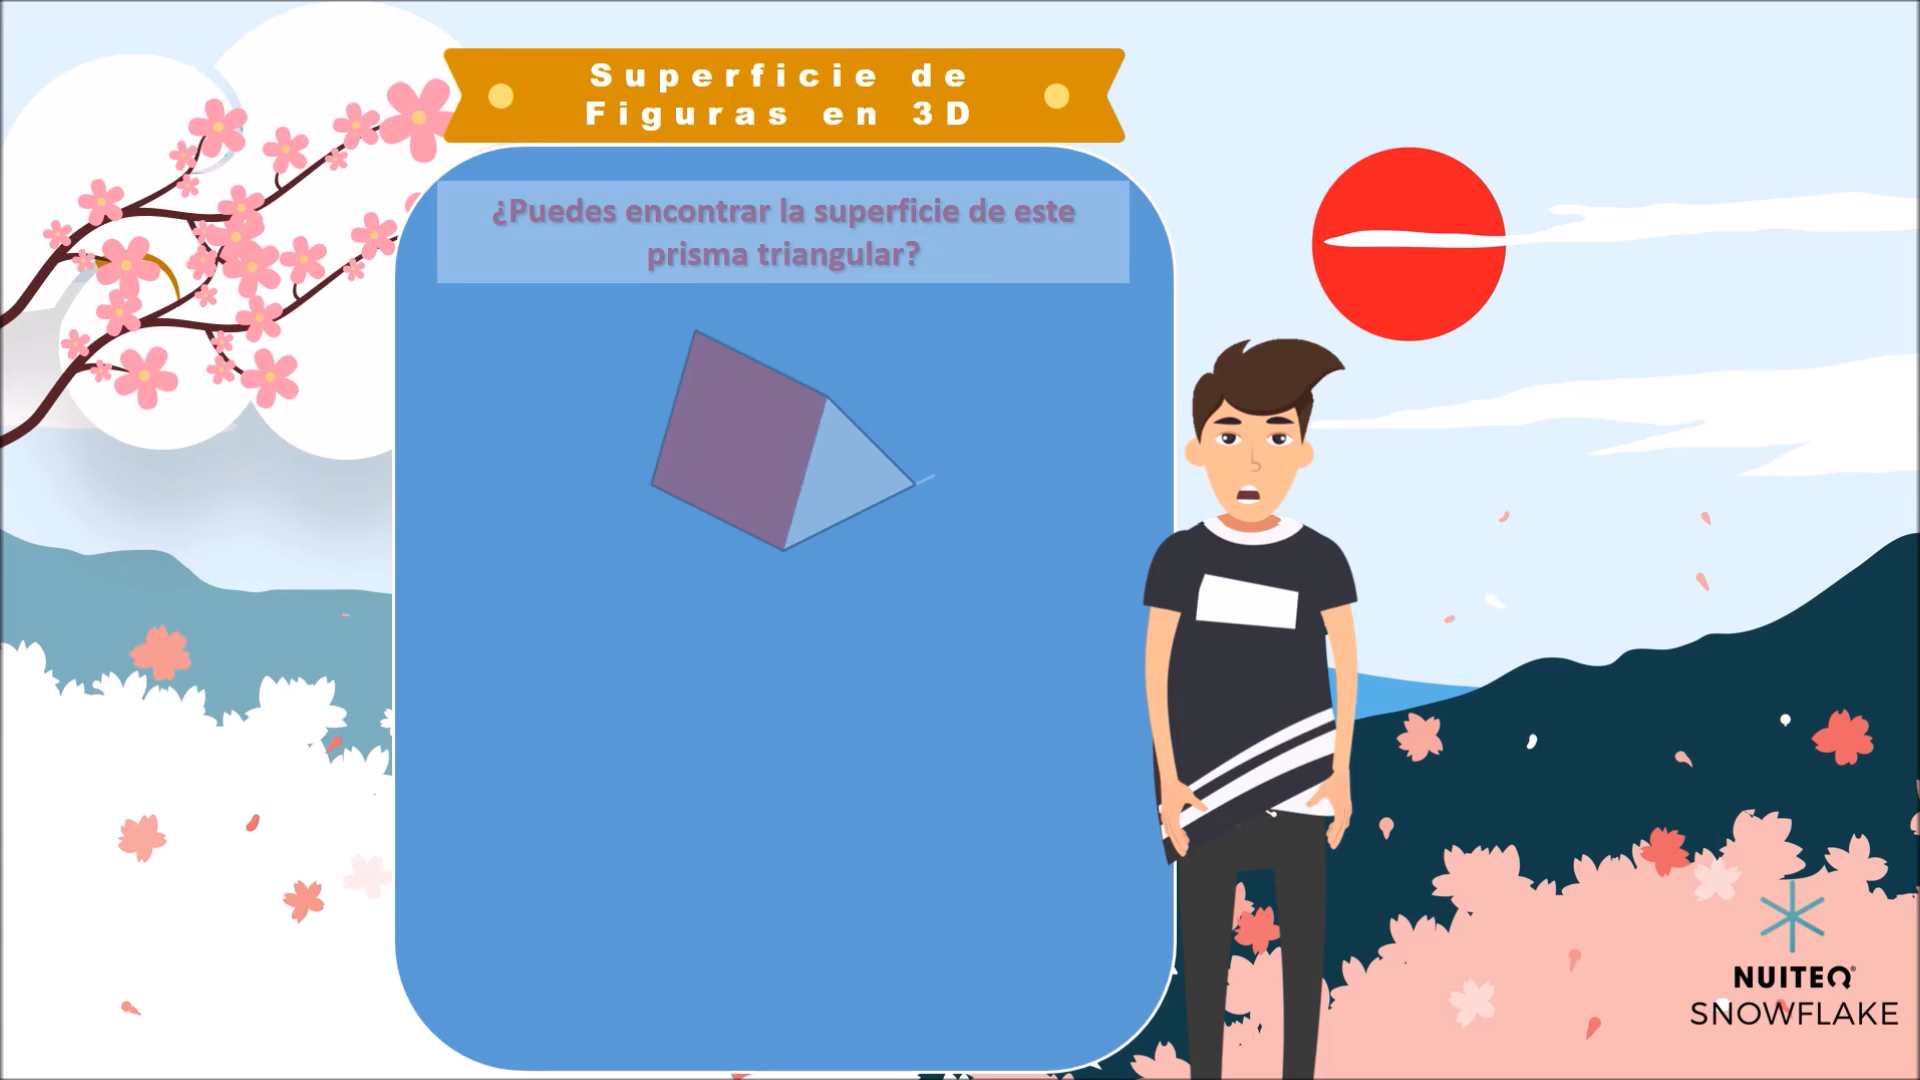 Superficie de
Figuras en 3D
¿Puedes encontrar la superficie de este
prisma triangular?
NUITEQ®
SNOWFLAKE